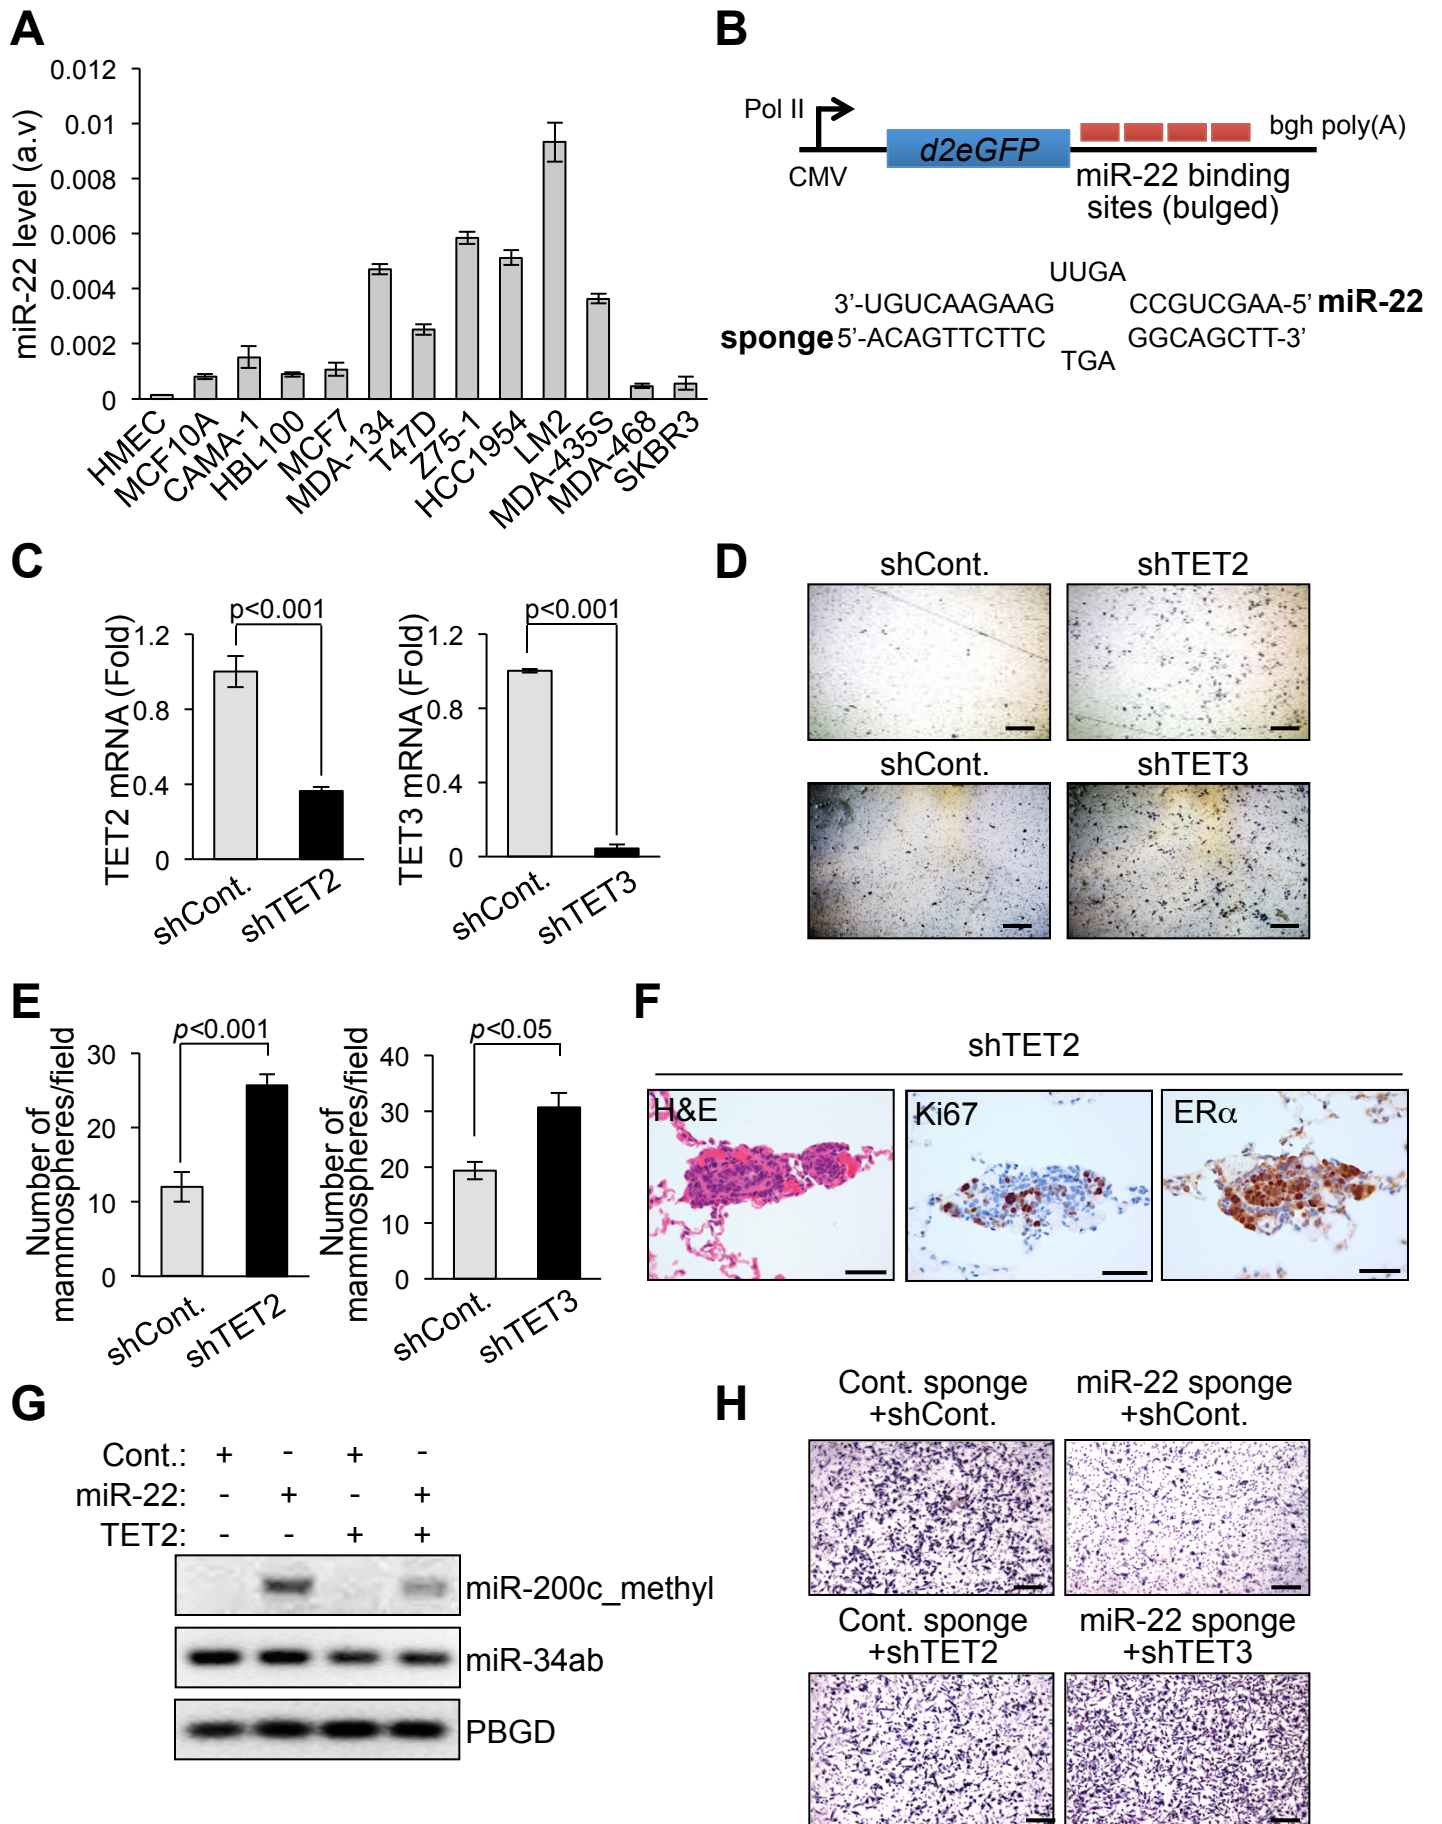 A
miR-22 level (a.v)
0.012
0.01
0.008
0.006
0.004
0.002
0
HMEC
MCF10A
CAMA-1
HBL100
MCF7
MDA-134
T47D
Z75-1
HCC1954
LM2
MDA-435S
MDA-468
SKBR3
B
Pol II
CMV
d2eGFP
bgh poly(A)
miR-22 binding
sites (bulged)
UUGA
3’-UGUCAAGAAG CCGUCGAA-5’ miR-22
sponge 5’-ACAGTTCTTC GGCAGCTT-3’
TGA
C
TET2 mRNA (Fold)
p<0.001
1.2
0.8
0.4
0
shCont.
shTET2
TET3 mRNA (Fold)
p<0.001
1.2
0.8
0.4
0
shCont.
shTET3
D
shCont.
shTET2
shCont.
shTET3
E
Number of
mammospheres/field
p<0.001
30
20
10
0
shCont.
shTET2
Number of
mammospheres/field
p<0.05
40
30
20
10
0
shCont.
shTET3
F
shTET2
H&E
Ki67
ERα
G
Cont.: + - + -
miR-22: - + - +
TET2: - - + +
miR-200c_methyl
miR-34ab
PBGD
H
Cont. sponge
+shCont.
miR-22 sponge
+shCont.
Cont. sponge
+shTET2
miR-22 sponge
+shTET3